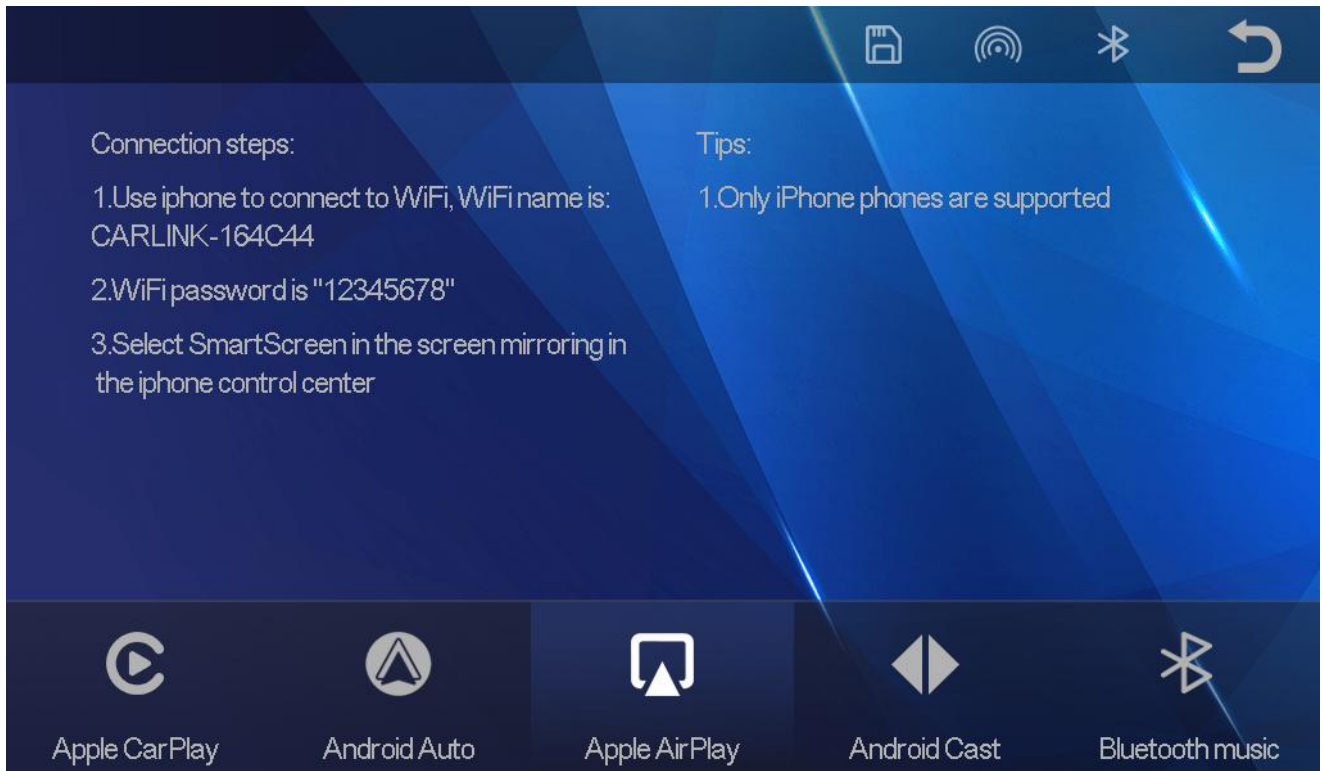 Connection steps:
1.Use iphone to connect to WiFi, WiFi name is:
CARLINK-164C44
2.WiFi password is "12345678"
3.Select SmartScreen in the screen mirroring in
the iphone control center
Tips:
1.Only iPhone phones are supported
Apple CarPlay
Android Auto
Apple AirPlay
Android Cast
Bluetooth music